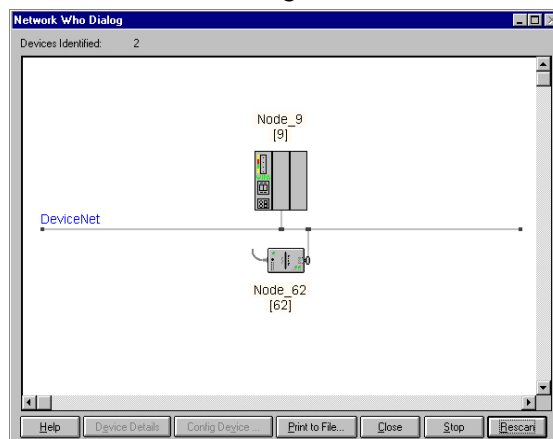 Network Who Dialog
Devices Identified: 2
Node_9
[9]
DeviceNet
Node_62
[62]
Help Device Details Config Device ... Print to File... Close Stop Rescan